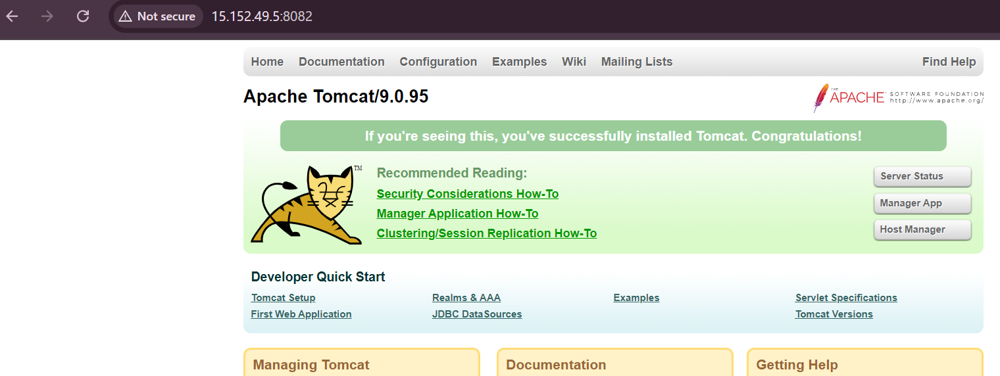 Not secure 15.152.49.5:8082
Home Documentation Configuration Examples Wiki Mailing Lists Find Help
Apache Tomcat/9.0.95
THE APACHE SOFTWARE FOUNDATION
http://www.apache.org/
If you're seeing this, you've successfully installed Tomcat. Congratulations!
TM
Recommended Reading:
Security Considerations How-To
Manager Application How-To
Clustering/Session Replication How-To
Server Status
Manager App
Host Manager
Developer Quick Start
Tomcat Setup
First Web Application
Realms & AAA
JDBC DataSources
Examples
Servlet Specifications
Tomcat Versions
Managing Tomcat
Documentation
Getting Help